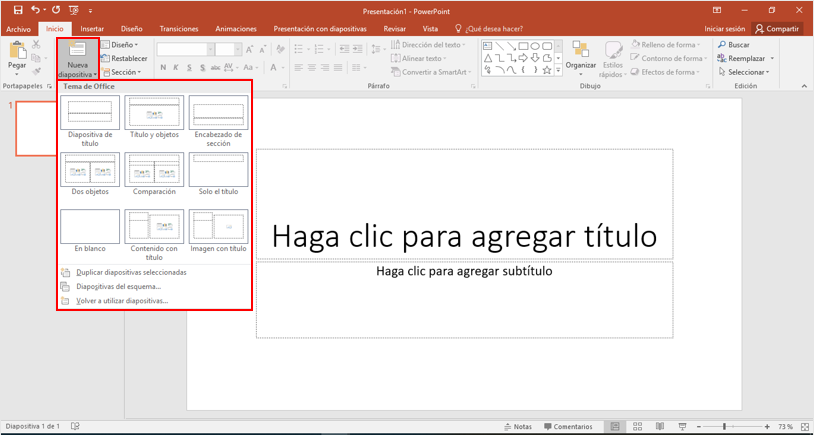 Presentación1 - PowerPoint
Archivo Inicio Insertar Diseño Transiciones Animaciones Presentación con diapositivas Revisar Vista ¿Qué desea hacer? Iniciar sesión Compartir
Pegar
Nueva diapositiva
Diseño
Restablecer
Sección
N K S S abc AV Aa A
Dirección del texto
Alinear texto
Convertir a SmartArt
Organizar
Estilos rápidos
Relleno de forma
Contorno de forma
Efectos de forma
Buscar
Reemplazar
Seleccionar
Portapapeles Párrafo Dibujo Edición
Tema de Office
Diapositiva de título
Título y objetos
Encabezado de sección
Dos objetos
Comparación
Solo el título
En blanco
Contenido con título
Imagen con título
Duplicar diapositivas seleccionadas
Diapositivas del esquema...
Volver a utilizar diapositivas...
1
Haga clic para agregar título
Haga clic para agregar subtítulo
Diapositiva 1 de 1 Notas Comentarios 73 %